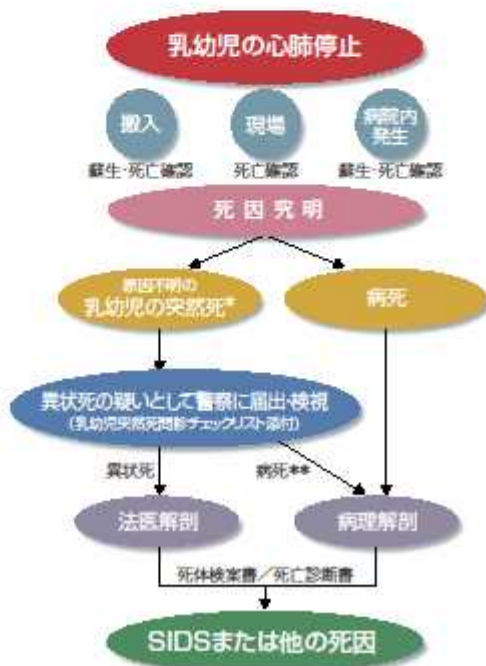 乳幼児の心肺停止
搬入
現場
病院内
発生
蘇生・死亡確認
死亡確認
蘇生・死亡確認
死因究明
原因不明の
乳幼児の突然死*
病死
異状死の疑いとして警察に届出・検視
(乳幼児突然死問診チェックリスト添付)
異状死
病死**
法医解剖
病理解剖
死体検案書／死亡診断書
SIDSまたは他の死因